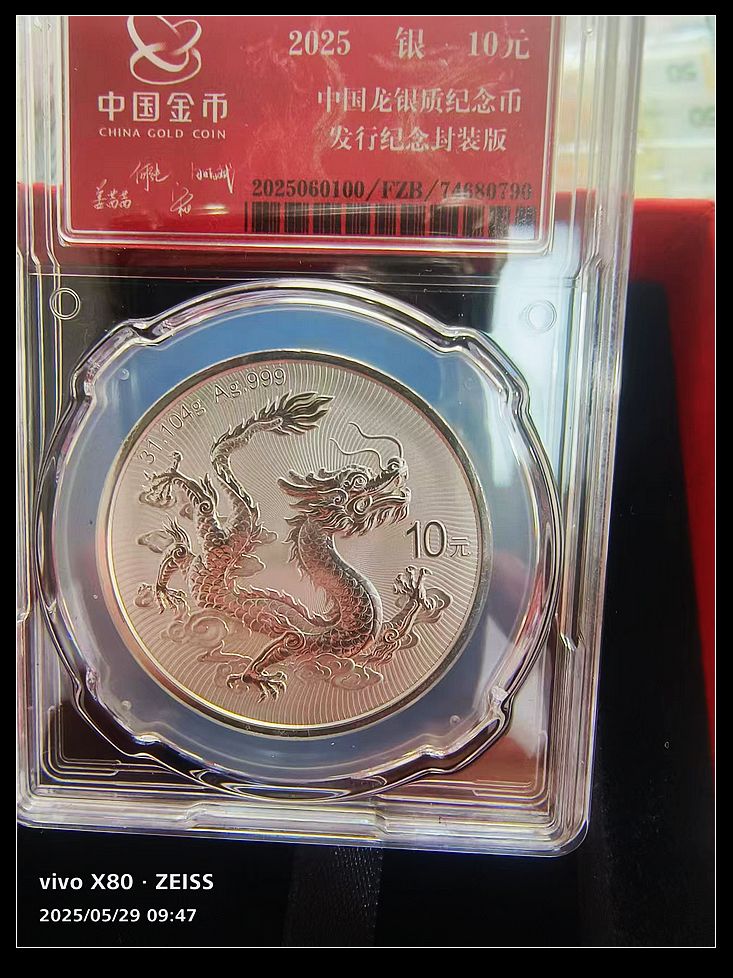 2025 银 10元
中国金币
CHINA GOLD COIN
中国龙银质纪念币
发行纪念封装版
2025060100/FZB/74680790
31.104g Ag.999
10元
vivo X80 · ZEISS
2025/05/29 09:47